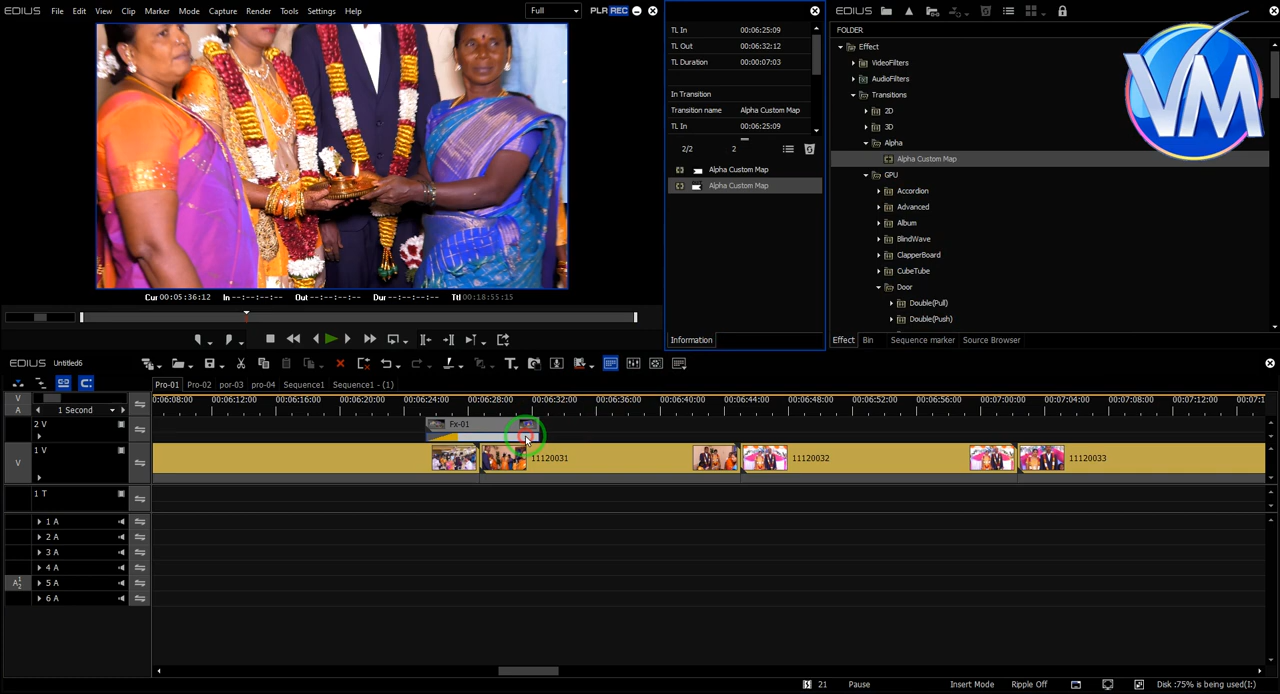 EDIUS File Edit View Clip Marker Mode Capture Render Tools Settings Help Full PLR REC
TL In 00:06:25:09
TL Out 00:06:32:12
TL Duration 00:00:07:03
In Transition
Transition name Alpha Custom Map
TL In 00:06:25:09
2/2 2
Alpha Custom Map
Alpha Custom Map
Information
EDIUS
FOLDER
Effect
VideoFilters
AudioFilters
Transitions
2D
3D
Alpha
Alpha Custom Map
GPU
Accordion
Advanced
Album
BlindWave
ClapperBoard
CubeTube
Door
Double(Pull)
Double(Push)
VM
Effect Bin Sequence marker Source Browser
Cur 00:05:36:12 In --:--:--:-- Out --:--:--:-- Dur --:--:--:-- Ttl 00:18:55:15
EDIUS Untitled6
Pro-01 Pro-02 por-03 pro-04 Sequence1 Sequence1 - (1)
V
A
1 Second
0:06:08:00 00:06:12:00 00:06:16:00 00:06:20:00 00:06:24:00 00:06:28:00 00:06:32:00 00:06:36:00 00:06:40:00 00:06:44:00 00:06:48:00 00:06:52:00 00:06:56:00 00:07:00:00 00:07:04:00 00:07:08:00 00:07:1
2 V Fx-01
V 1 V 11120031 11120032 11120033
1 T
1 A
2 A
3 A
4 A
A 1 2 5 A
6 A
21 Pause Insert Mode Ripple Off Disk :75% is being used(I:)